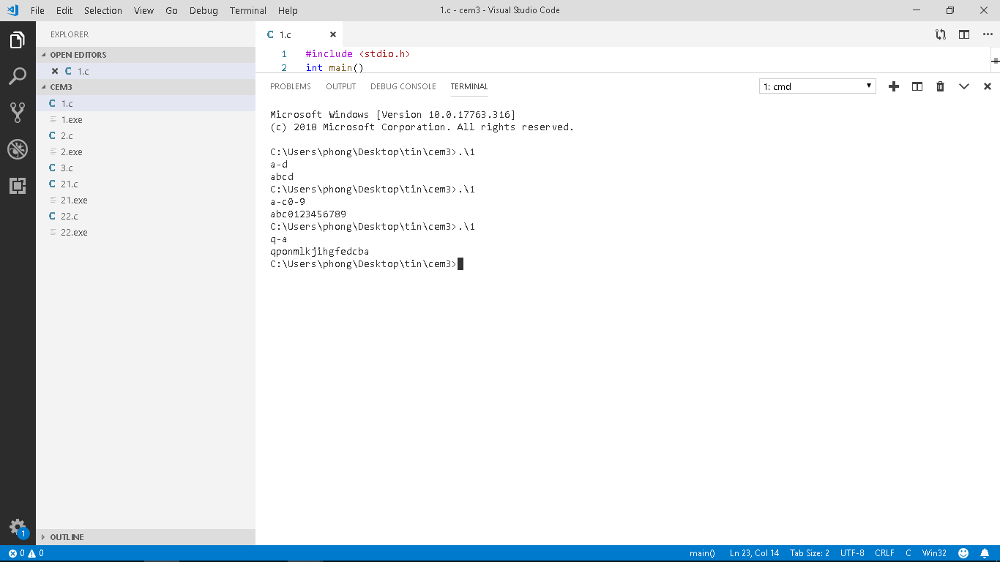 File Edit Selection View Go Debug Terminal Help 1.c - cem3 - Visual Studio Code
EXPLORER
OPEN EDITORS
C 1.c
CEM3
C 1.c
1.exe
C 2.c
2.exe
C 3.c
C 21.c
21.exe
C 22.c
22.exe
OUTLINE
1
C 1.c
1 #include <stdio.h>
2 int main()
PROBLEMS OUTPUT DEBUG CONSOLE TERMINAL 1: cmd
Microsoft Windows [Version 10.0.17763.316]
(c) 2018 Microsoft Corporation. All rights reserved.
C:\Users\phong\Desktop\tin\cem3>.\1
a-d
abcd
C:\Users\phong\Desktop\tin\cem3>.\1
a-c0-9
abc0123456789
C:\Users\phong\Desktop\tin\cem3>.\1
q-a
qponmlkjihgfedcba
C:\Users\phong\Desktop\tin\cem3>
0 0 main() Ln 23, Col 14 Tab Size: 2 UTF-8 CRLF C Win32